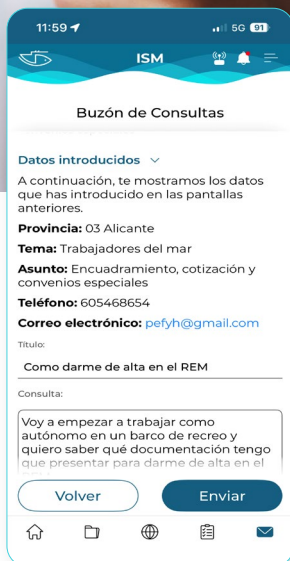 11:59
5G 91
ISM
Buzón de Consultas
Datos introducidos
A continuación, te mostramos los datos
que has introducido en las pantallas
anteriores.
Provincia: 03 Alicante
Tema: Trabajadores del mar
Asunto: Encuadramiento, cotización y
convenios especiales
Teléfono: 605468654
Correo electrónico: pefyh@gmail.com
Título:
Como darme de alta en el REM
Consulta:
Voy a empezar a trabajar como
autónomo en un barco de recreo y
quiero saber qué documentación tengo
que presentar para darme de alta en el
Volver
Enviar